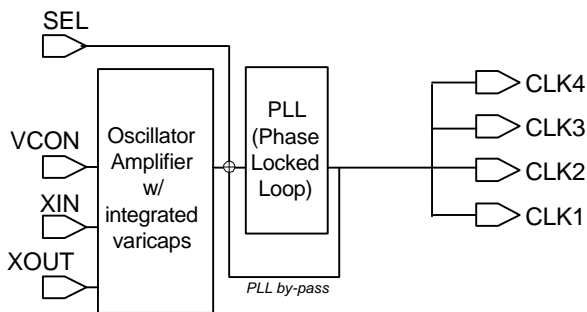 SEL
VCON
XIN
XOUT
Oscillator
Amplifier
w/
integrated
varicaps
PLL
(Phase
Locked
Loop)
PLL by-pass
CLK4
CLK3
CLK2
CLK1